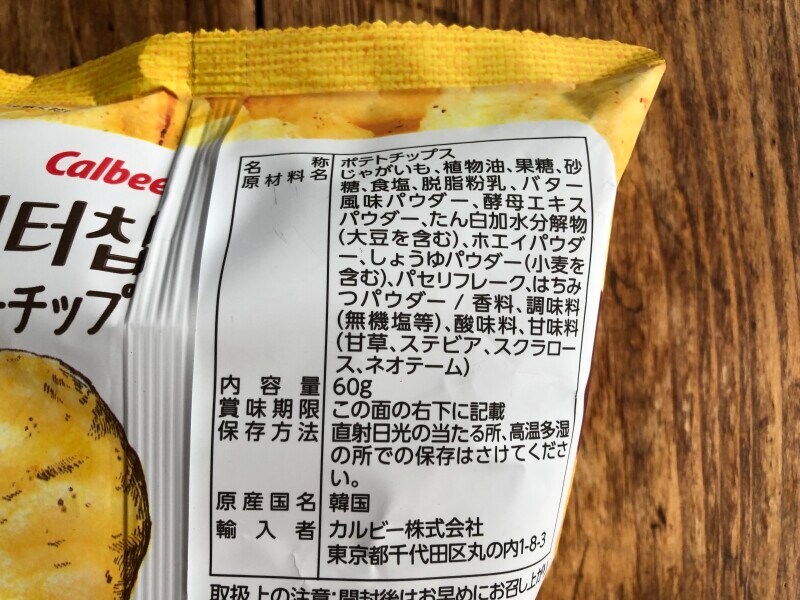 Calbee
터칩
チップ
名称 ポテトチップス
原材料名 じゃがいも、植物油、果糖、砂
糖、食塩、脱脂粉乳、バター
風味パウダー、酵母エキス
パウダー、たん白加水分解物
(大豆を含む)、ホエイパウダ
ー、しょうゆパウダー(小麦を
含む)、パセリフレーク、はちみ
つパウダー / 香料、調味料
(無機塩等)、酸味料、甘味料
(甘草、ステビア、スクラロー
ス、ネオテーム)
内容量 60g
賞味期限 この面の右下に記載
保存方法 直射日光の当たる所、高温多湿
の所での保存はさけてくださ
い。
原産国名 韓国
輸入者 カルビー株式会社
東京都千代田区丸の内1-8-3
取扱上の注意:開封後はお早めにお召し上がり